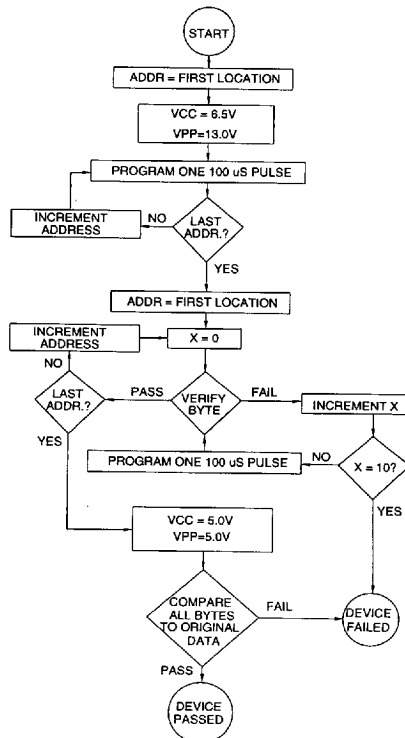 START
ADDR = FIRST LOCATION
VCC = 6.5V
VPP=13.0V
PROGRAM ONE 100 uS PULSE
INCREMENT
ADDRESS
NO
LAST
ADDR.?
YES
ADDR = FIRST LOCATION
INCREMENT
ADDRESS
X = 0
NO
LAST
ADDR.?
PASS
VERIFY
BYTE
FAIL
INCREMENT X
YES
PROGRAM ONE 100 uS PULSE
NO
X = 10?
YES
VCC = 5.0V
VPP=5.0V
COMPARE
ALL BYTES
TO ORIGINAL
DATA
FAIL
DEVICE
FAILED
PASS
DEVICE
PASSED